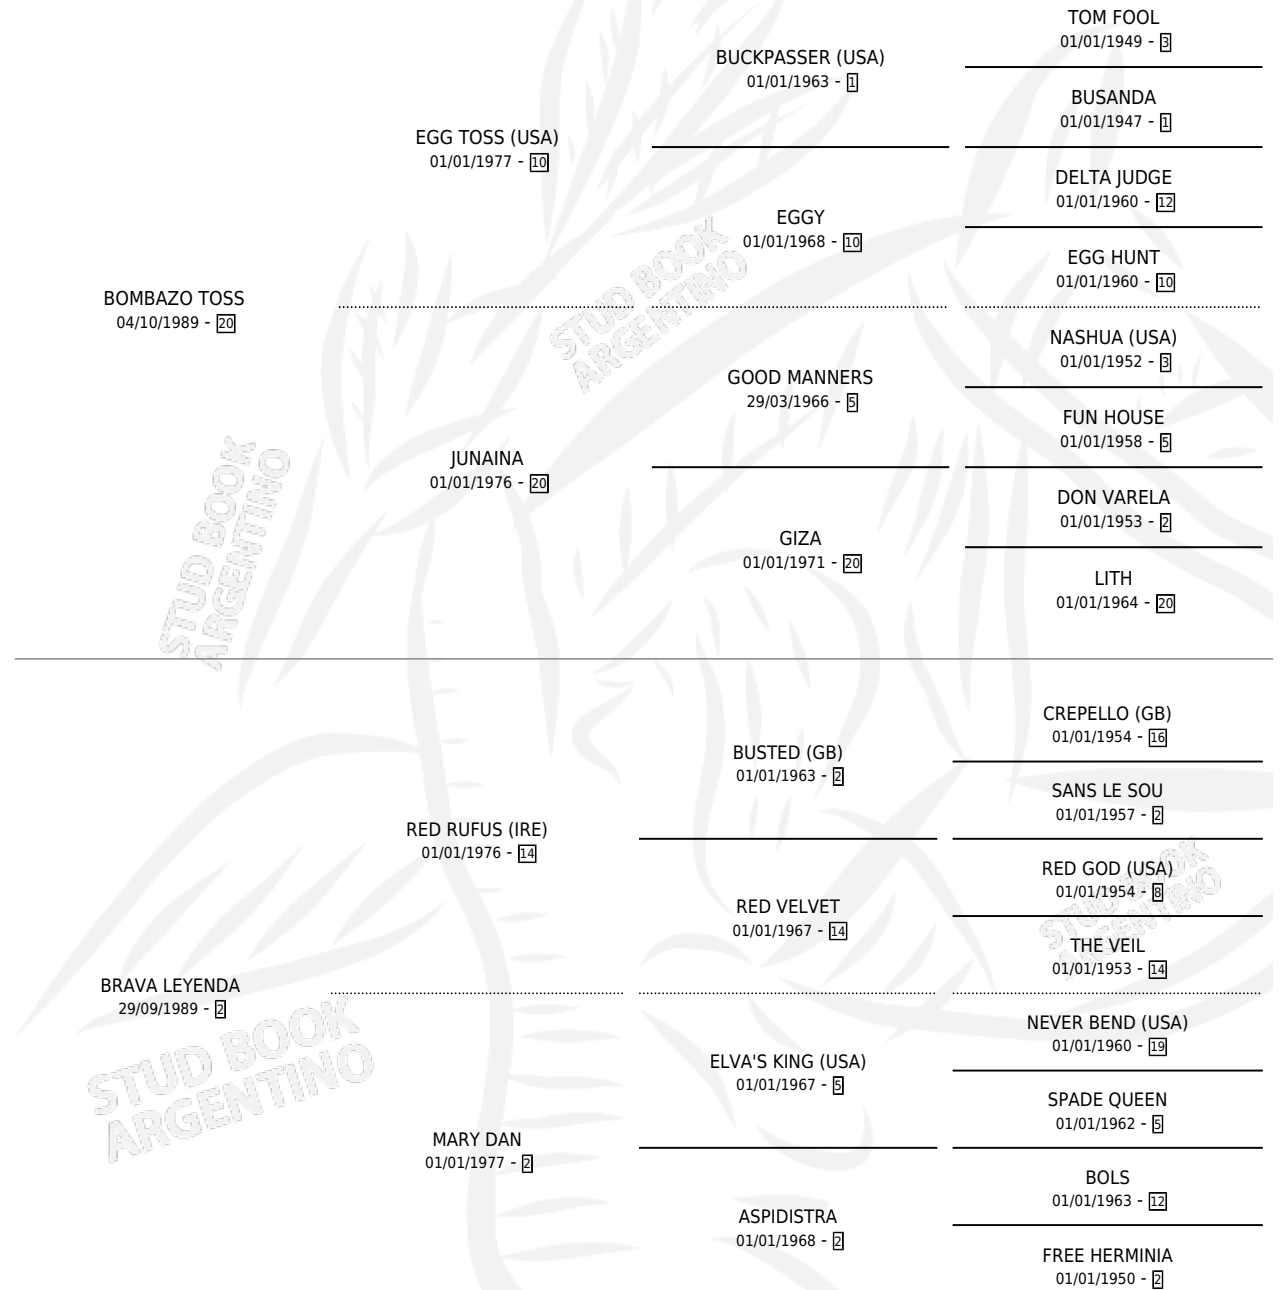 TOM FOOL
01/01/1949 - 3
BUCKPASSER (USA)
01/01/1963 - 1
BUSANDA
01/01/1947 - 1
EGG TOSS (USA)
01/01/1977 - 10
DELTA JUDGE
01/01/1960 - 12
EGGY
01/01/1968 - 10
EGG HUNT
01/01/1960 - 10
BOMBAZO TOSS
04/10/1989 - 20
STUD BOOK
ARGENTINO
NASHUA (USA)
01/01/1952 - 3
GOOD MANNERS
29/03/1966 - 5
FUN HOUSE
01/01/1958 - 5
JUNAINA
01/01/1976 - 20
DON VARELA
01/01/1953 - 2
GIZA
01/01/1971 - 20
LITH
01/01/1964 - 20
STUD BOOK
ARGENTINO
CREPELLO (GB)
01/01/1954 - 16
BUSTED (GB)
01/01/1963 - 2
SANS LE SOU
01/01/1957 - 2
RED RUFUS (IRE)
01/01/1976 - 14
RED GOD (USA)
01/01/1954 - 8
RED VELVET
01/01/1967 - 14
STUD BOOK
ARGENTINO
THE VEIL
01/01/1953 - 14
BRAVA LEYENDA
29/09/1989 - 2
STUD BOOK
ARGENTINO
NEVER BEND (USA)
01/01/1960 - 19
ELVA'S KING (USA)
01/01/1967 - 5
SPADE QUEEN
01/01/1962 - 5
MARY DAN
01/01/1977 - 2
BOLS
01/01/1963 - 12
ASPIDISTRA
01/01/1968 - 2
FREE HERMINIA
01/01/1950 - 2